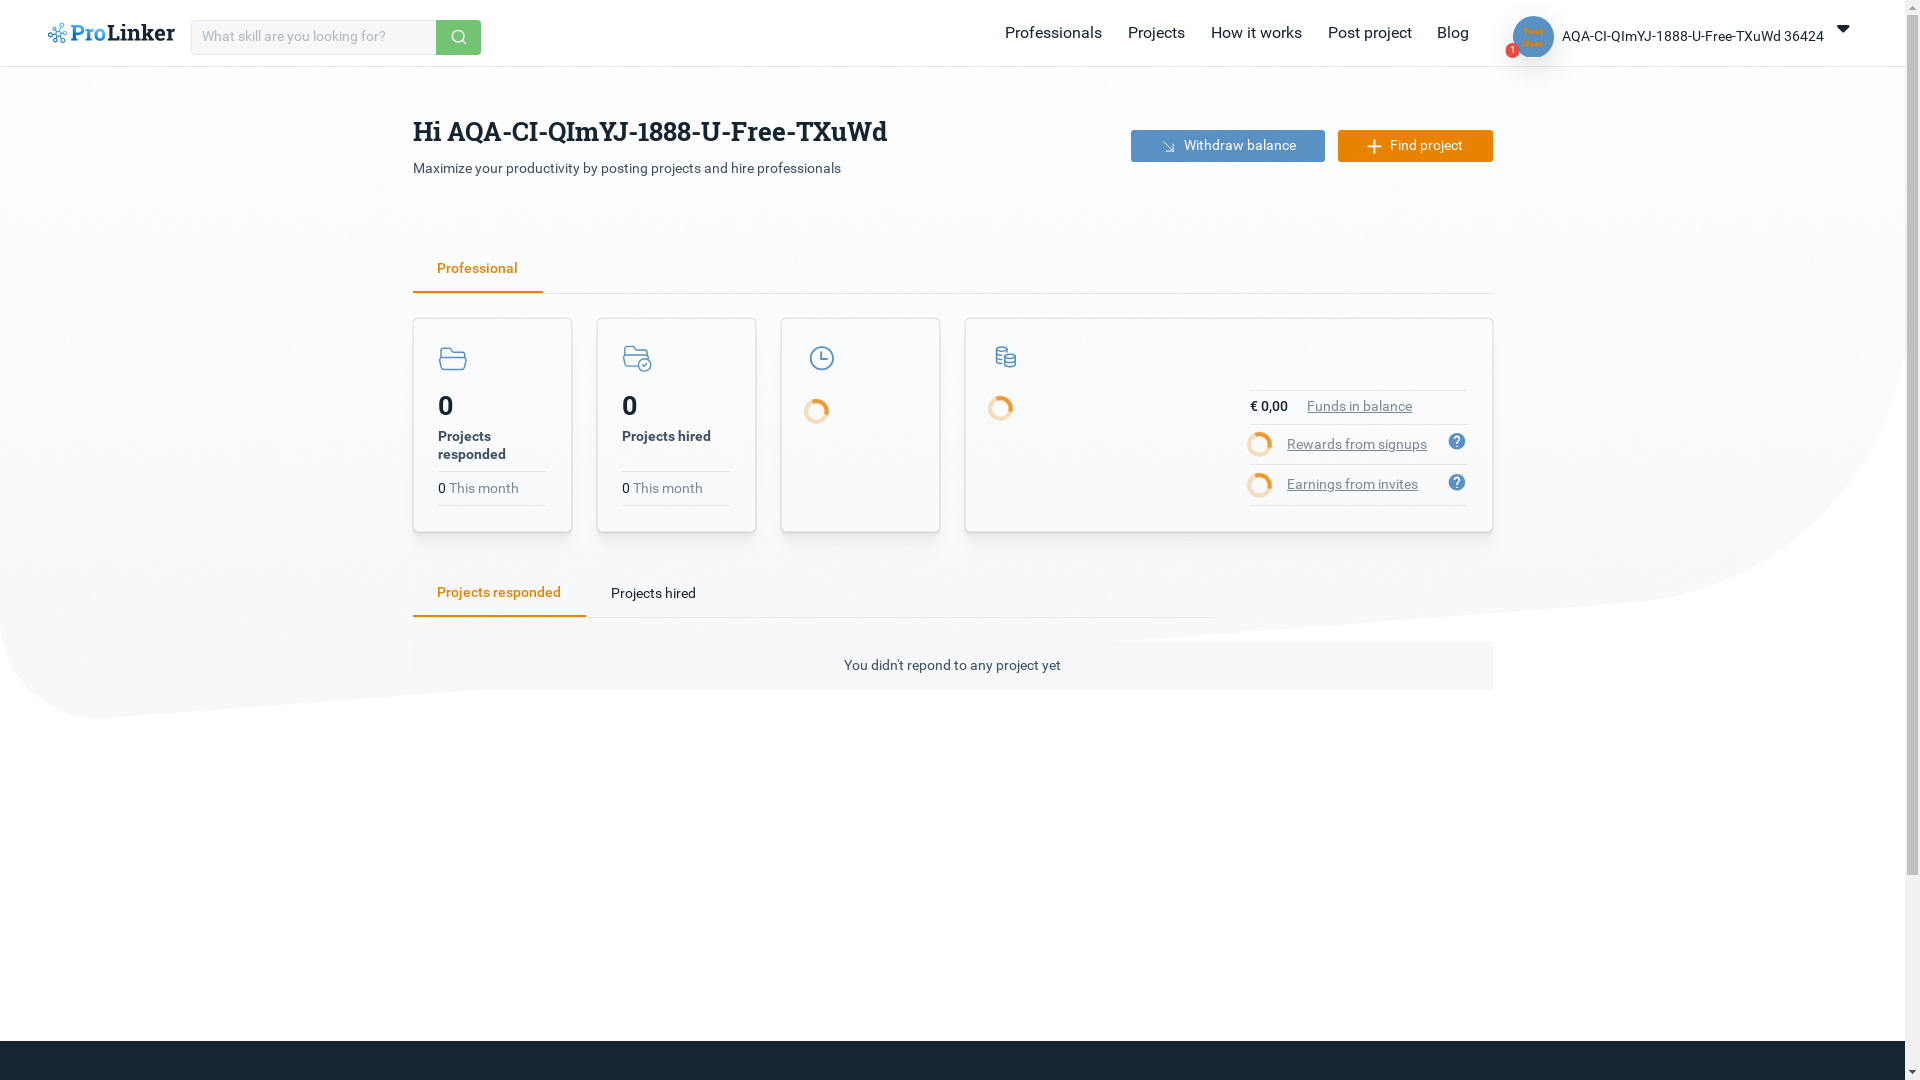 ProLinker
What skill are you looking for?
Professionals
Projects
How it works
Post project
Blog
1
AQA-CI-QImYJ-1888-U-Free-TXuWd 36424
Hi AQA-CI-QImYJ-1888-U-Free-TXuWd
Maximize your productivity by posting projects and hire professionals
Withdraw balance
Find project
Professional
0
Projects
responded
0 This month
0
Projects hired
0 This month
€ 0,00 Funds in balance
Rewards from signups
?
Earnings from invites
?
Projects responded
Projects hired
You didn't repond to any project yet